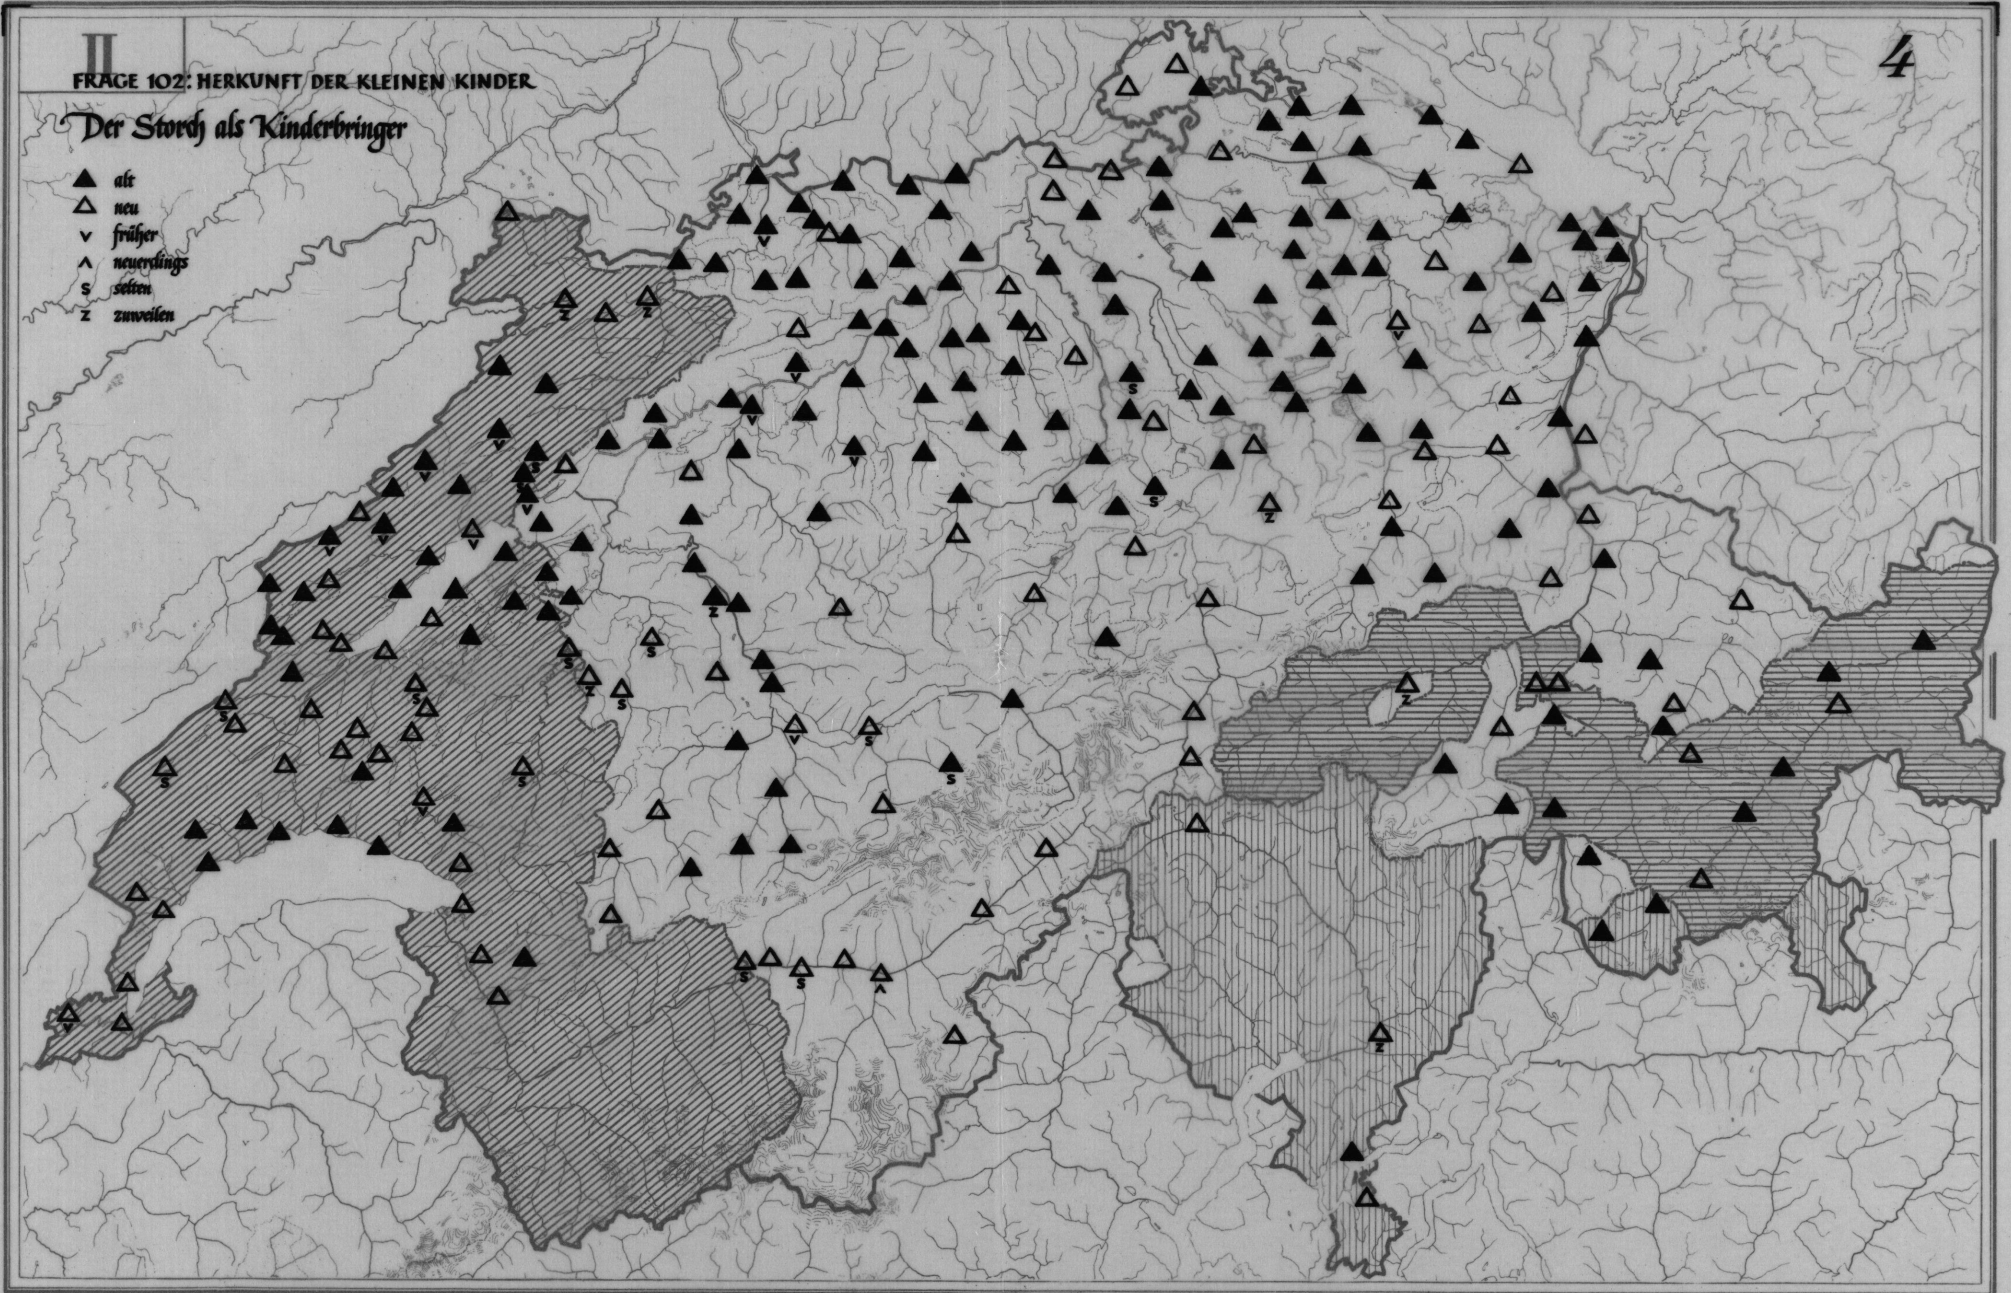 II
4
FRAGE 102: HERKUNFT DER KLEINEN KINDER
Der Storch als Kinderbringer
▲ alt
△ neu
v früher
ʌ neuerdings
s selten
z zuweilen